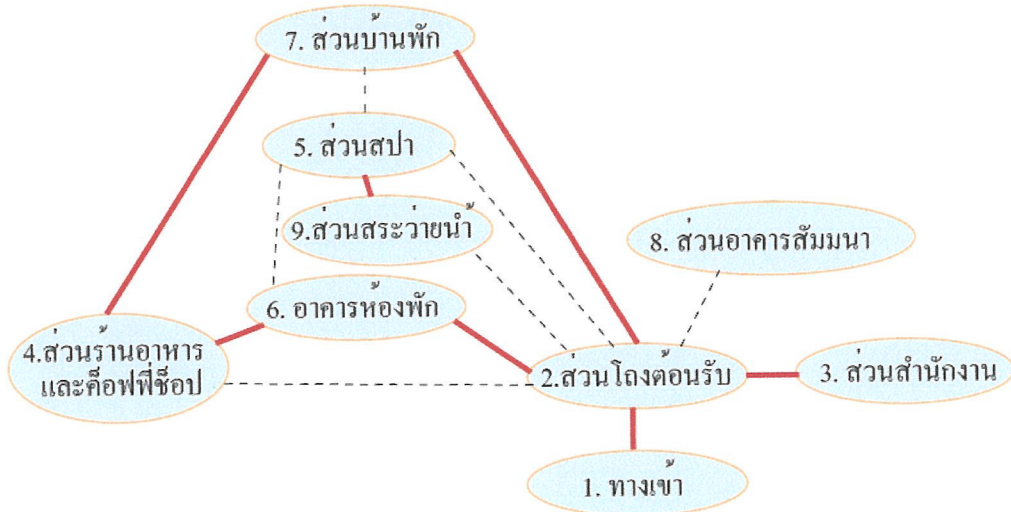 7. ส่วนบ้านพัก
5. ส่วนสปา
9.ส่วนสระว่ายน้ำ
8. ส่วนอาคารสัมมนา
6. อาคารห้องพัก
4.ส่วนร้านอาหาร
และค็อฟฟี่ช็อป
2.ส่วนโถงต้อนรับ
3. ส่วนสำนักงาน
1. ทางเข้า